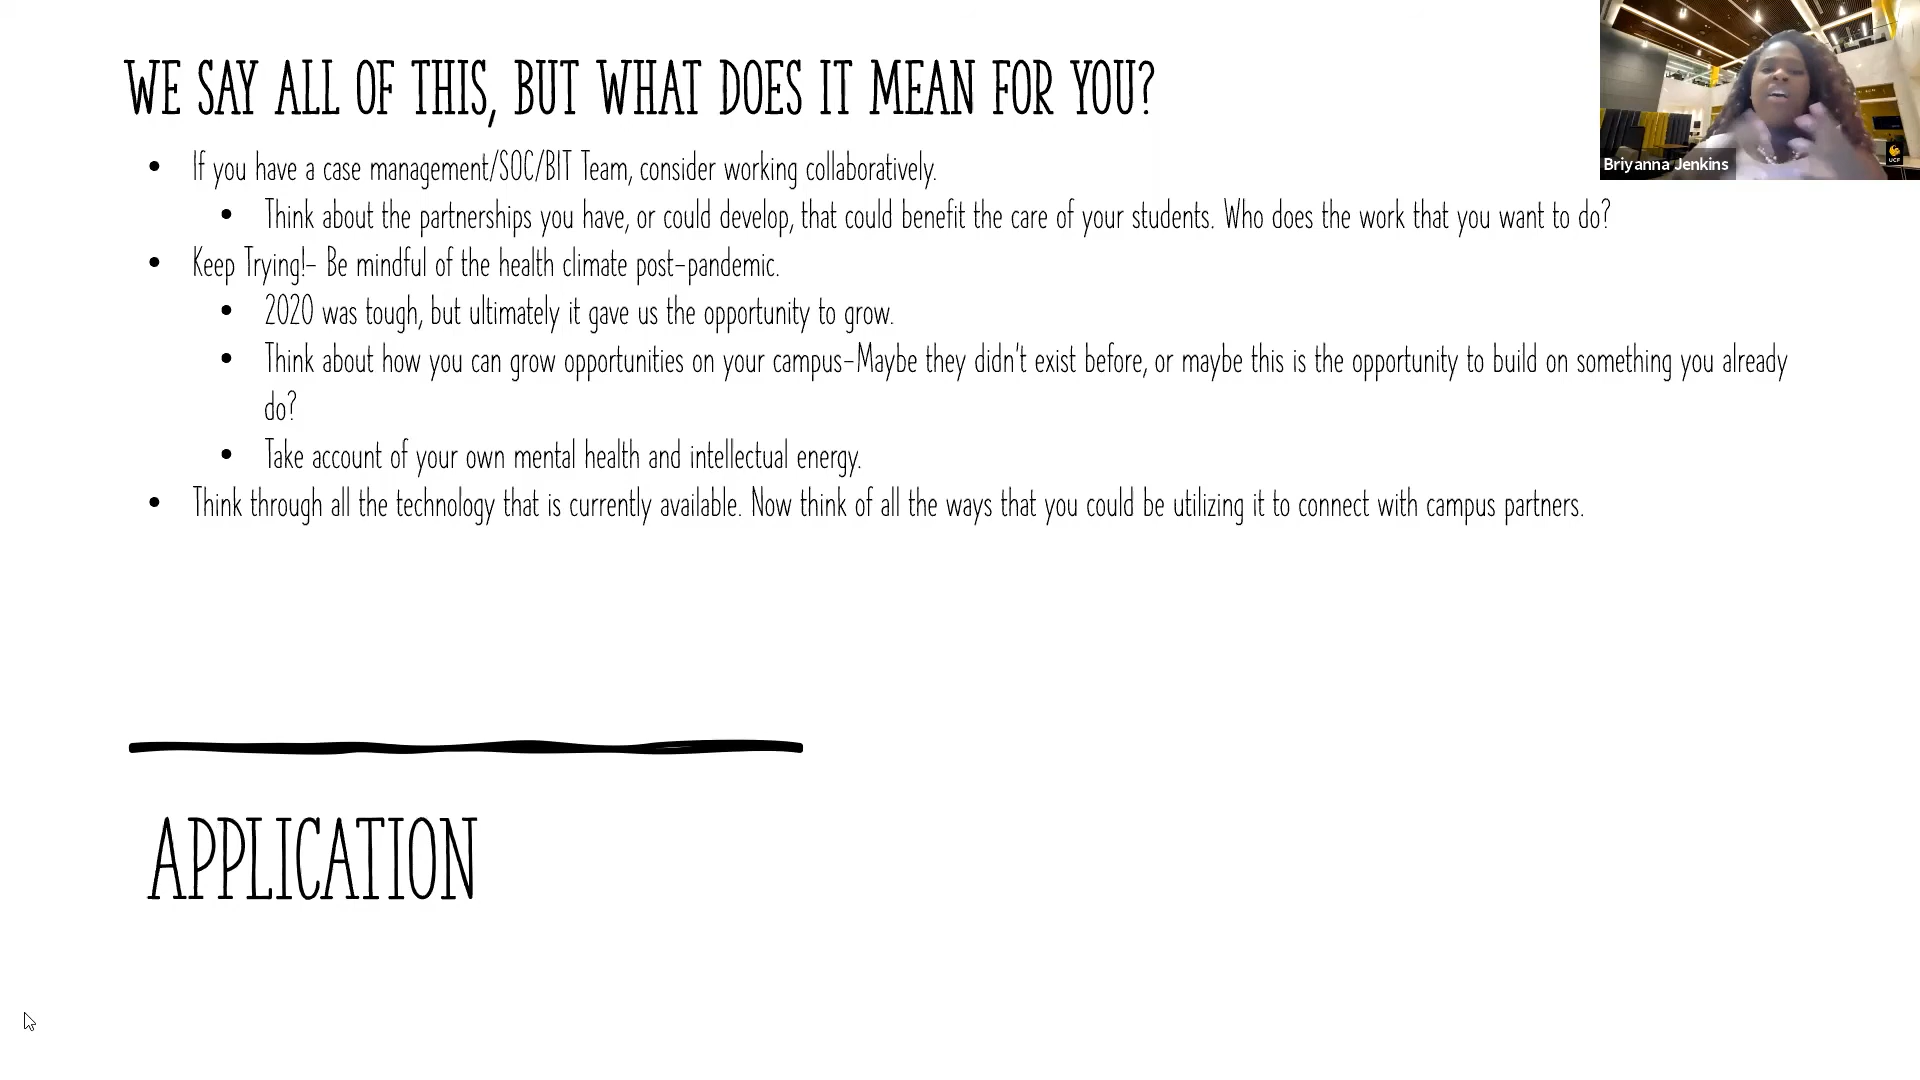 WE SAY ALL OF THIS, BUT WHAT DOES IT MEAN FOR YOU?
• If you have a case management/SOC/BIT Team, consider working collaboratively.
• Think about the partnerships you have, or could develop, that could benefit the care of your students. Who does the work that you want to do?
• Keep Trying!- Be mindful of the health climate post-pandemic.
• 2020 was tough, but ultimately it gave us the opportunity to grow.
• Think about how you can grow opportunities on your campus-Maybe they didn't exist before, or maybe this is the opportunity to build on something you already
do?
• Take account of your own mental health and intellectual energy.
• Think through all the technology that is currently available. Now think of all the ways that you could be utilizing it to connect with campus partners.
APPLICATION
Briyanna Jenkins
UCF